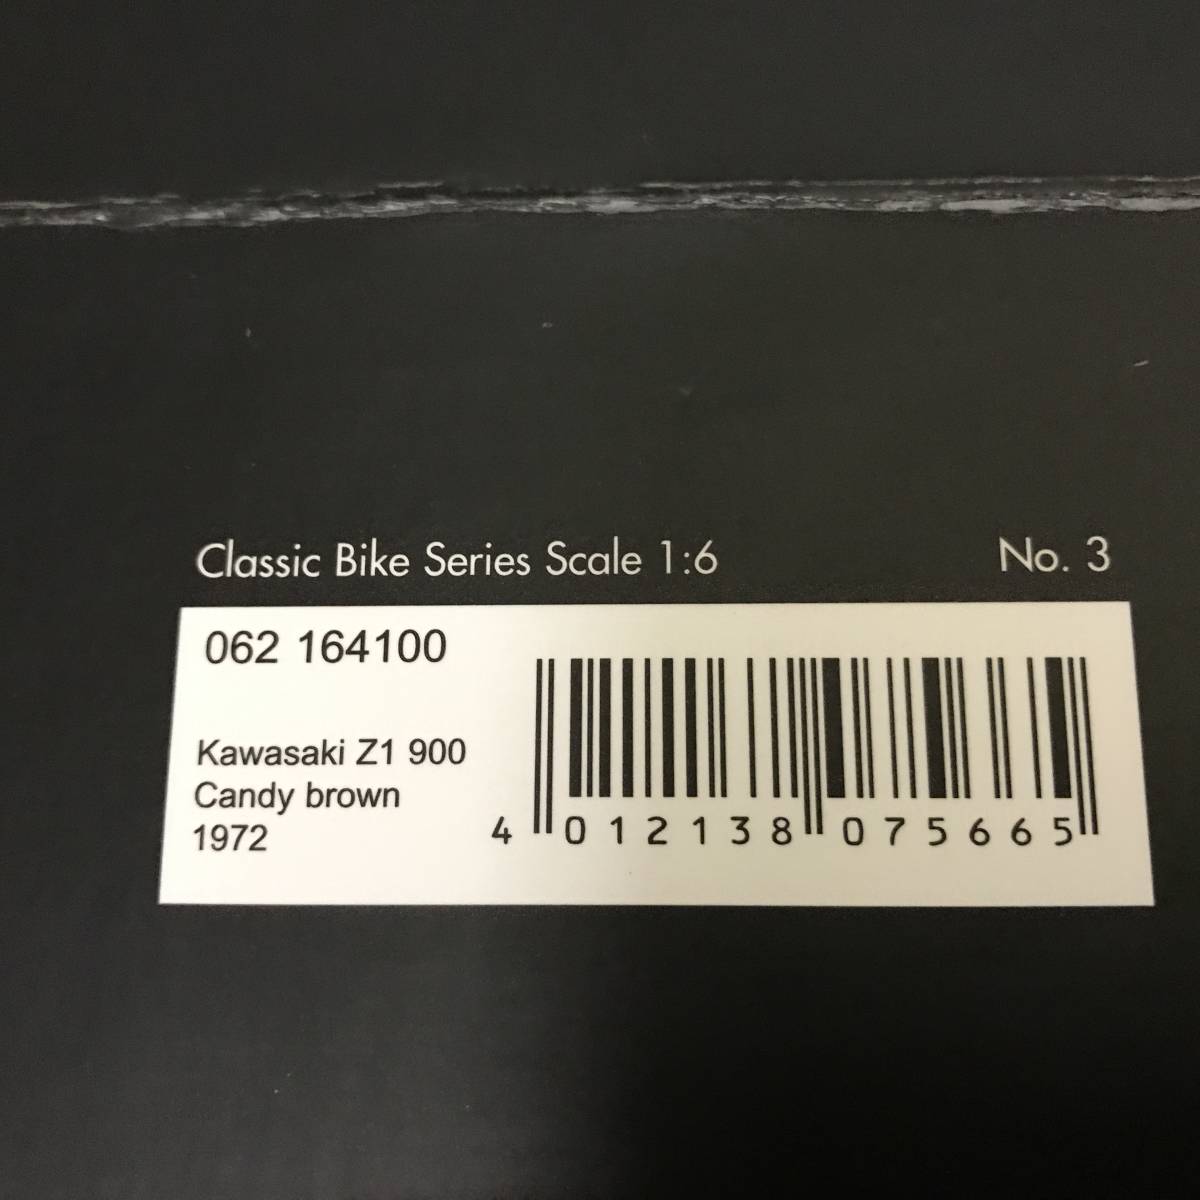 Classic Bike Series Scale 1:6 No. 3
062 164100
Kawasaki Z1 900
Candy brown
1972
4 012138 075665